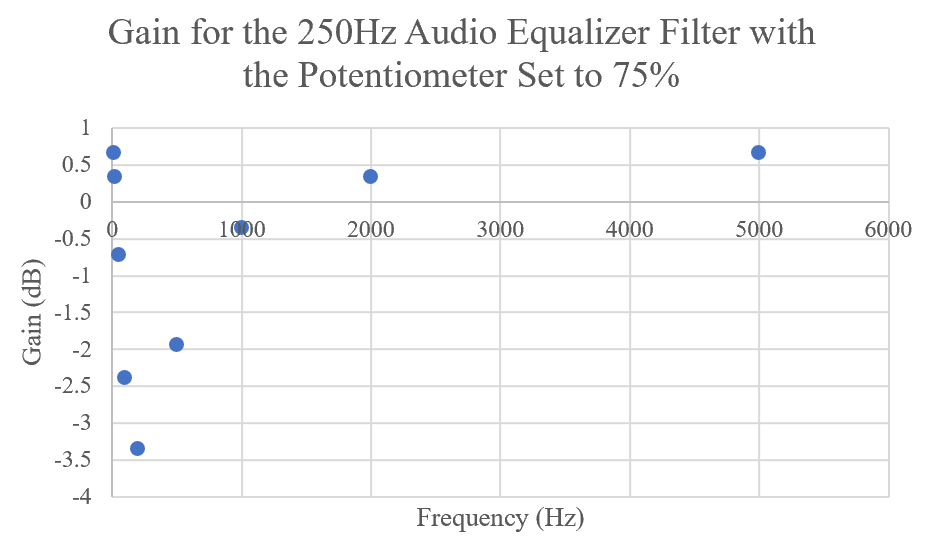 Gain for the 250Hz Audio Equalizer Filter with
the Potentiometer Set to 75%
1
0.5
0
0 1000 2000 3000 4000 5000 6000
-0.5
-1
-1.5
-2
-2.5
-3
-3.5
-4
Gain (dB)
Frequency (Hz)